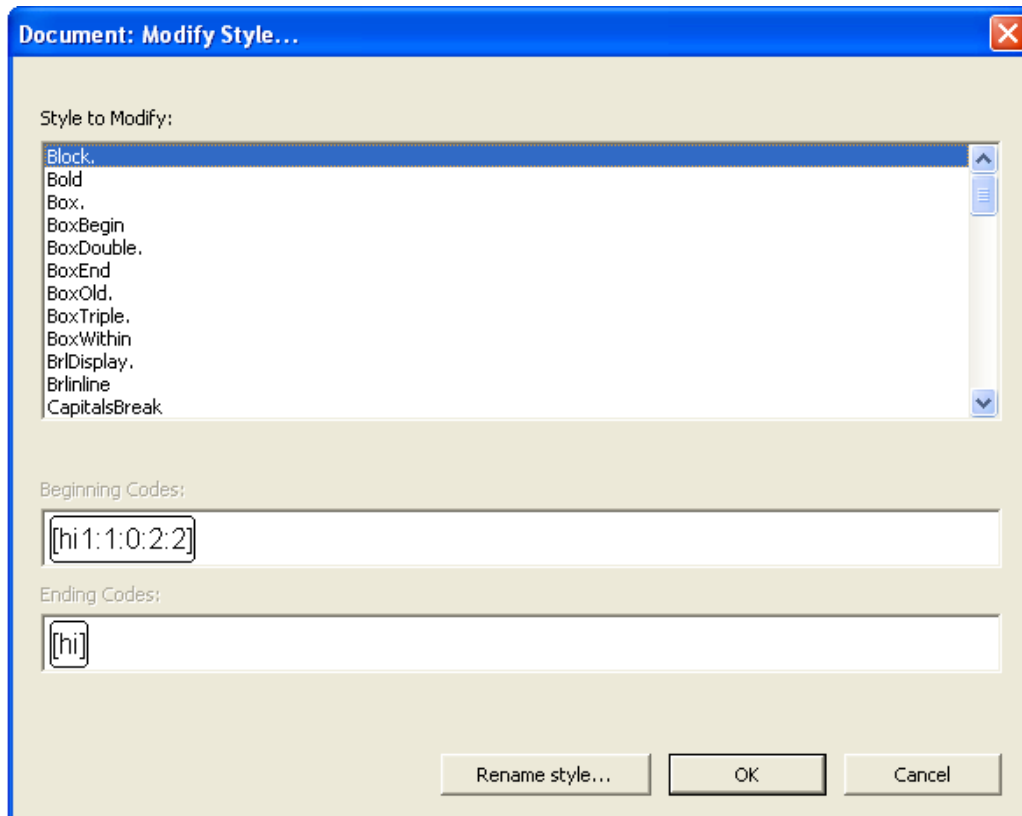 Document: Modify Style...
Style to Modify:
Block.
Bold
Box.
BoxBegin
BoxDouble.
BoxEnd
BoxOld.
BoxTriple.
BoxWithin
BrlDisplay.
Brlinline
CapitalsBreak
Beginning Codes:
[hi1:1:0:2:2]
Ending Codes:
[hi]
Rename style... OK Cancel